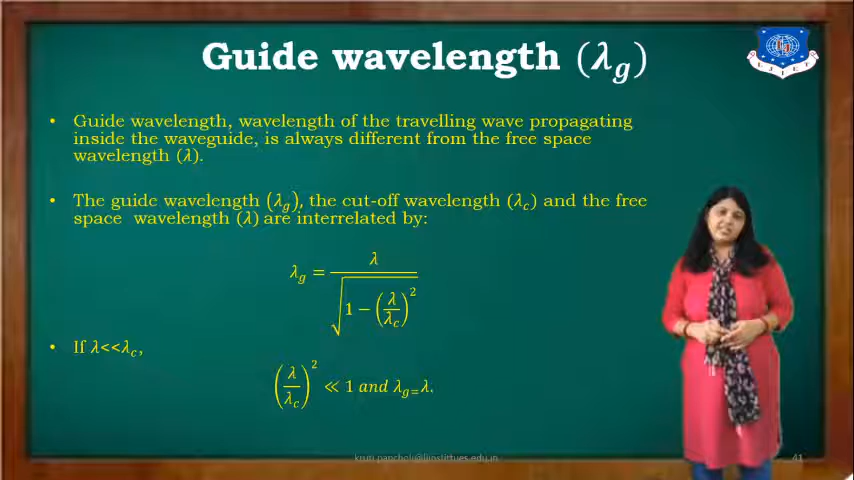 Guide wavelength (λg)
• Guide wavelength, wavelength of the travelling wave propagating
inside the waveguide, is always different from the free space
wavelength (λ).
• The guide wavelength (λg), the cut-off wavelength (λc) and the free
space wavelength (λ) are interrelated by:
λg = λ / √(1 − (λ/λc)²)
• If λ<<λc,
(λ/λc)² ≪ 1 and λg= λ.
41